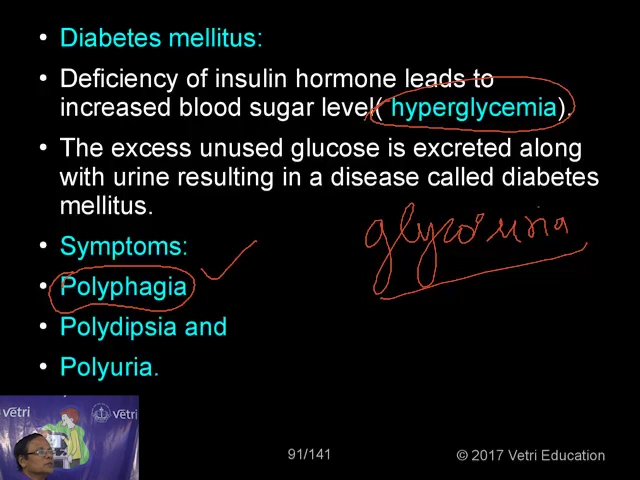 • Diabetes mellitus:
• Deficiency of insulin hormone leads to
increased blood sugar level( hyperglycemia).
• The excess unused glucose is excreted along
with urine resulting in a disease called diabetes
mellitus.
glycouria
• Symptoms:
• Polyphagia
• Polydipsia and
• Polyuria.
vetri
vetri
91/141
© 2017 Vetri Education